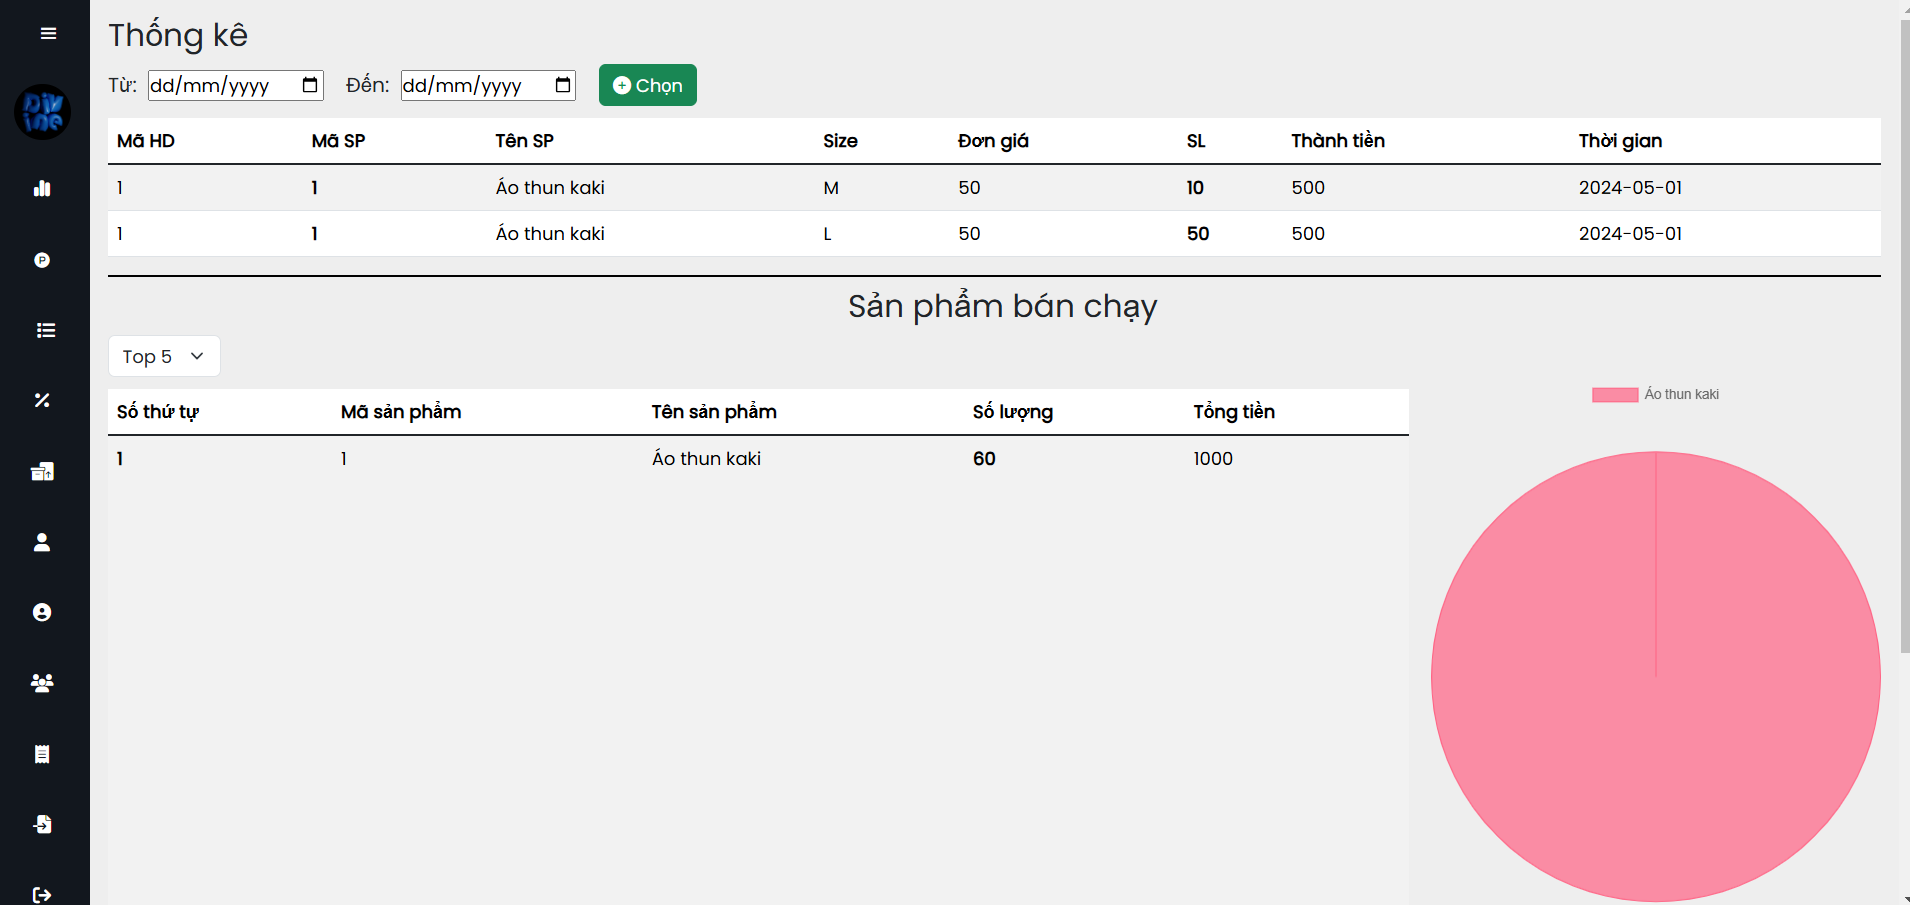 Thống kê
Từ: dd/mm/yyyy Đến: dd/mm/yyyy Chọn
Mã HD Mã SP Tên SP Size Đơn giá SL Thành tiền Thời gian
1 1 Áo thun kaki M 50 10 500 2024-05-01
1 1 Áo thun kaki L 50 50 500 2024-05-01
Sản phẩm bán chạy
Top 5
Số thứ tự Mã sản phẩm Tên sản phẩm Số lượng Tổng tiền
1 1 Áo thun kaki 60 1000
Áo thun kaki
DiV
ine
P